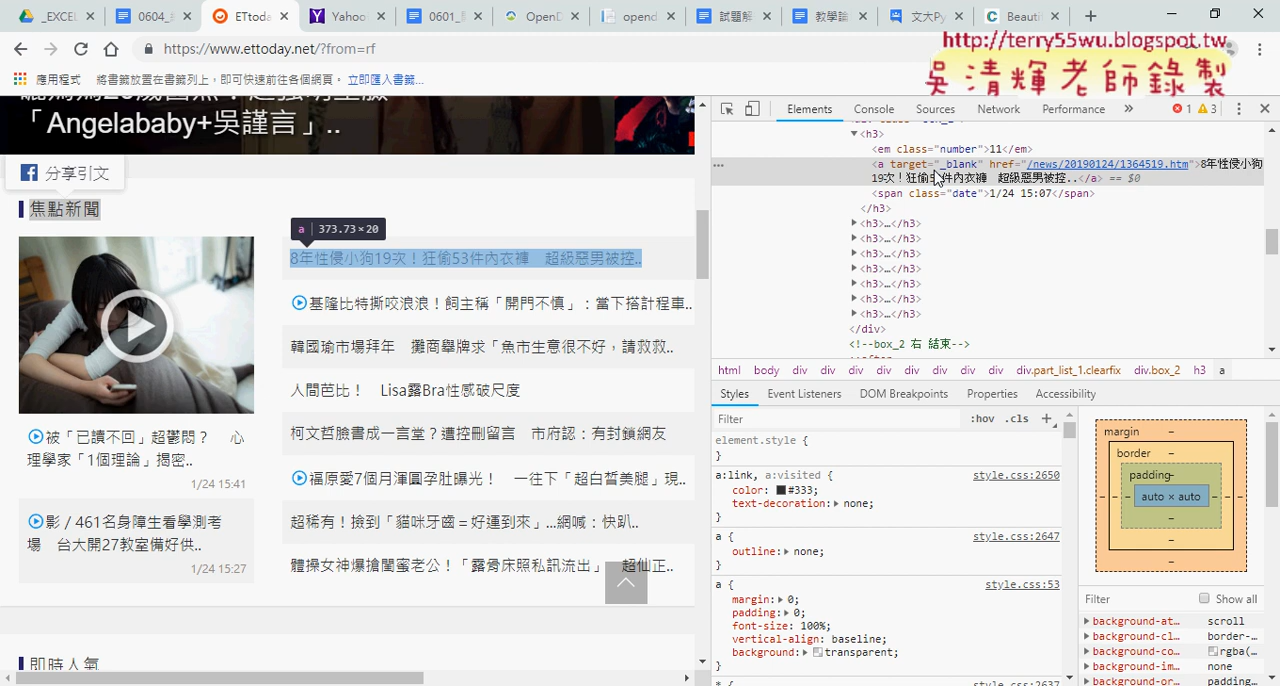 _EXCEL
0604_
ETtoda
Yahoo
0601_
OpenD
opend
試題解
教學論
文大Py
Beauti
https://www.ettoday.net/?from=rf
http://terry55wu.blogspot.tw
吳清輝老師錄製
應用程式 將書籤放置在書籤列上，即可快速前往各個網頁。 立即匯入書籤...
「Angelababy+吳謹言」..
分享引文
焦點新聞
a 373.73×20
8年性侵小狗19次！狂偷53件內衣褲 超級惡男被控..
基隆比特撕咬浪浪！飼主稱「開門不慎」：當下搭計程車..
韓國瑜市場拜年 攤商舉牌求「魚市生意很不好，請救救..
人間芭比！ Lisa露Bra性感破尺度
柯文哲臉書成一言堂？遭控刪留言 市府認：有封鎖網友
福原愛7個月渾圓孕肚曝光！ 一往下「超白皙美腿」現..
超稀有！撿到「貓咪牙齒＝好運到來」...網喊：快趴..
體操女神爆搶閨蜜老公！「露骨床照私訊流出」 超仙正..
被「已讀不回」超鬱悶？ 心
理學家「1個理論」揭密..
1/24 15:41
影／461名身障生看學測考
場 台大開27教室備好供..
1/24 15:27
即時人氣
Elements Console Sources Network Performance » 1 3
<h3>
<em class="number">11</em>
<a target="_blank" href="/news/20190124/1364519.htm">8年性侵小狗
19次！狂偷53件內衣褲 超級惡男被控..</a> == $0
<span class="date">1/24 15:07</span>
</h3>
<h3>…</h3>
<h3>…</h3>
<h3>…</h3>
<h3>…</h3>
<h3>…</h3>
<h3>…</h3>
<h3>…</h3>
</div>
<!--box_2 右 結束-->
html body div div div div div div div div div.part_list_1.clearfix div.box_2 h3 a
Styles Event Listeners DOM Breakpoints Properties Accessibility
Filter :hov .cls +
element.style {
}
a:link, a:visited { style.css:2650
color: #333;
text-decoration: none;
}
a { style.css:2647
outline: none;
}
a { style.css:53
margin: 0;
padding: 0;
font-size: 100%;
vertical-align: baseline;
background: transparent;
}
* { style.css:2637
margin –
border –
padding –
– – – auto × auto – – –
–
–
–
Filter Show all
background-at… scroll
background-cl… border-…
background-co… rgba(…
background-im… none
background-or… padding…